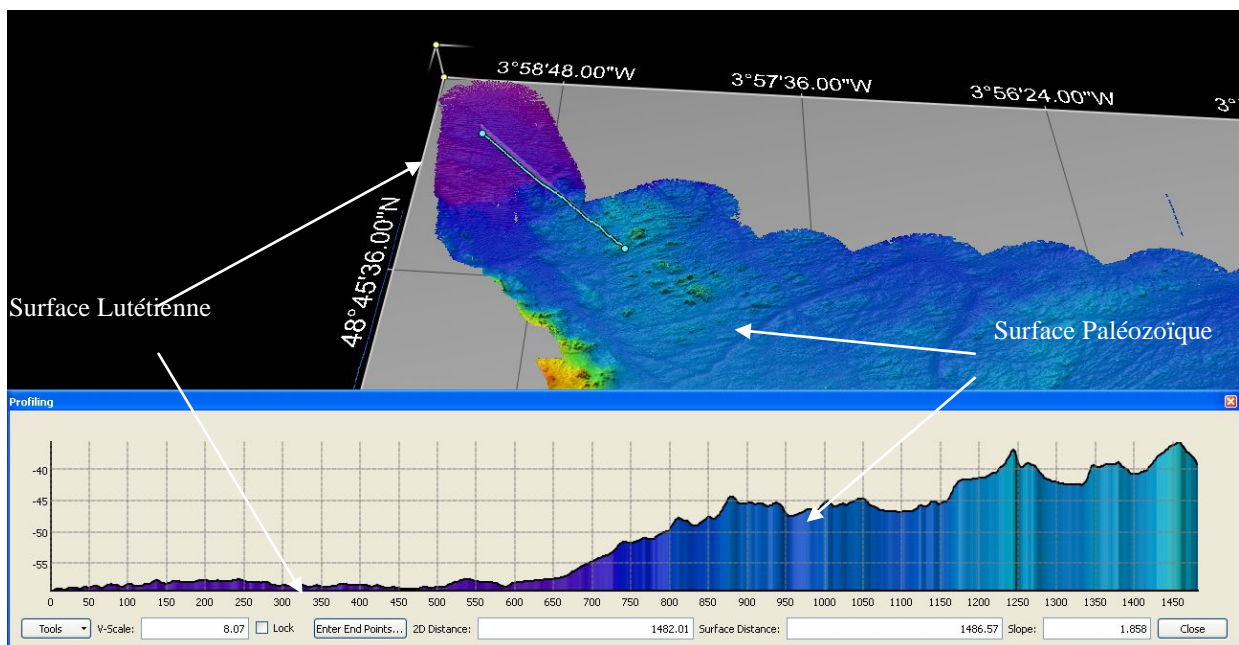 3°58'48.00"W
3°57'36.00"W
3°56'24.00"W
3°
48°45'36.00"N
Surface Lutétienne
Surface Paléozoïque
Profiling
-40
-45
-50
-55
0 50 100 150 200 250 300 350 400 450 500 550 600 650 700 750 800 850 900 950 1000 1050 1100 1150 1200 1250 1300 1350 1400 1450
Tools V-Scale: 8.07 Lock Enter End Points... 2D Distance: 1482.01 Surface Distance: 1486.57 Slope: 1.858 Close